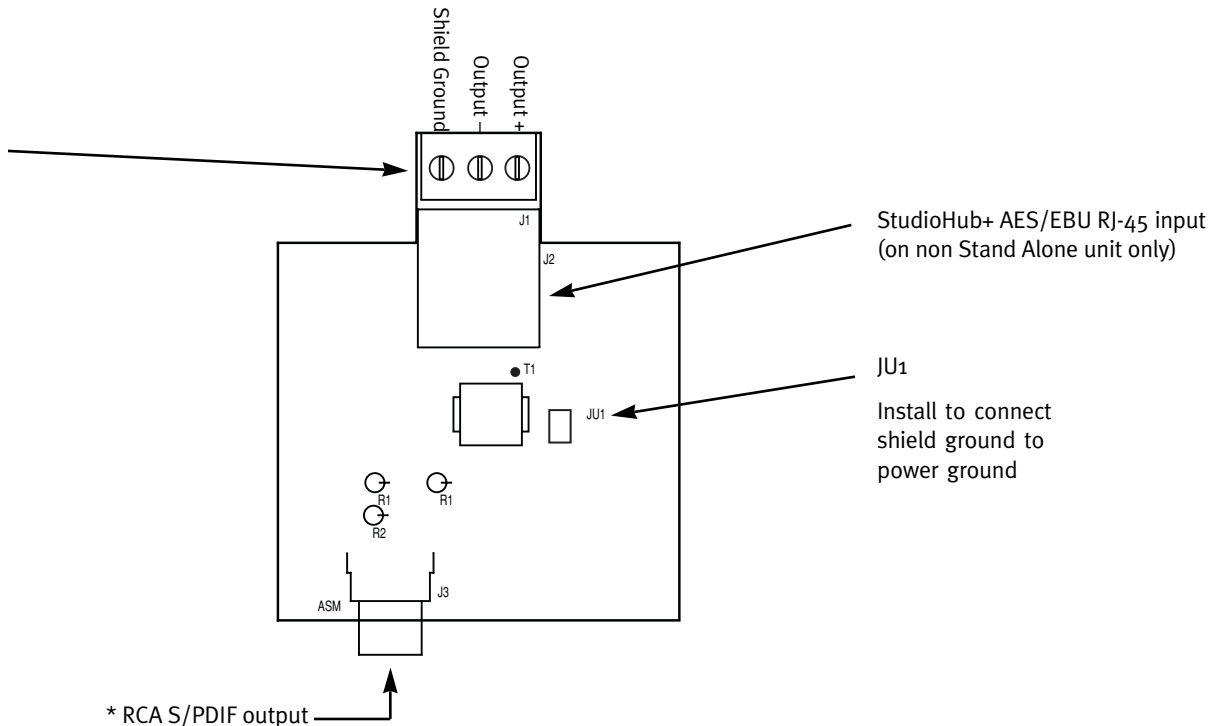 Shield Ground
Output –
Output +
J1
J2
StudioHub+ AES/EBU RJ-45 input
(on non Stand Alone unit only)
T1
JU1
JU1
Install to connect
shield ground to
power ground
R1
R1
R2
J3
ASM
* RCA S/PDIF output